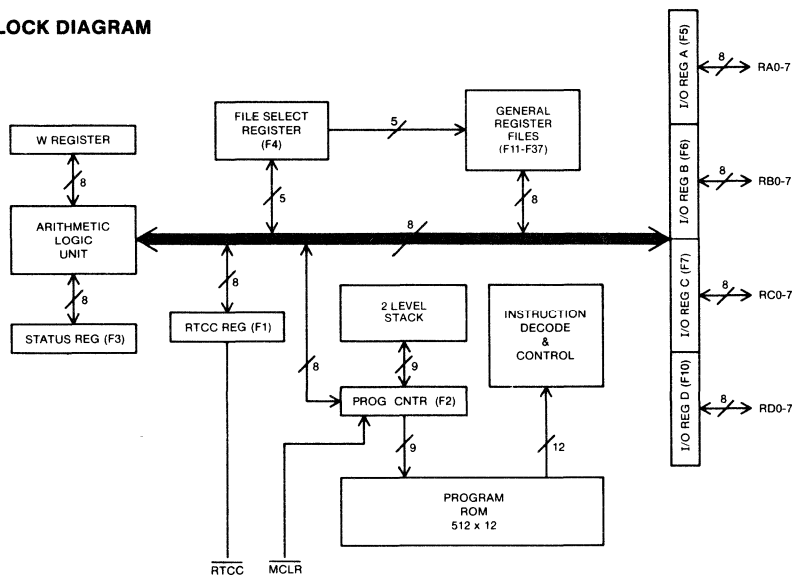 LOCK DIAGRAM
W REGISTER
8
ARITHMETIC
LOGIC
UNIT
8
STATUS REG (F3)
FILE SELECT
REGISTER
(F4)
5
5
GENERAL
REGISTER
FILES
(F11-F37)
8
8
8
RTCC REG (F1)
8
2 LEVEL
STACK
9
PROG CNTR (F2)
9
INSTRUCTION
DECODE
&
CONTROL
12
PROGRAM
ROM
512 x 12
RTCC
MCLR
I/O REG A (F5)
8
RA0-7
I/O REG B (F6)
8
RB0-7
I/O REG C (F7)
8
RC0-7
I/O REG D (F10)
8
RD0-7